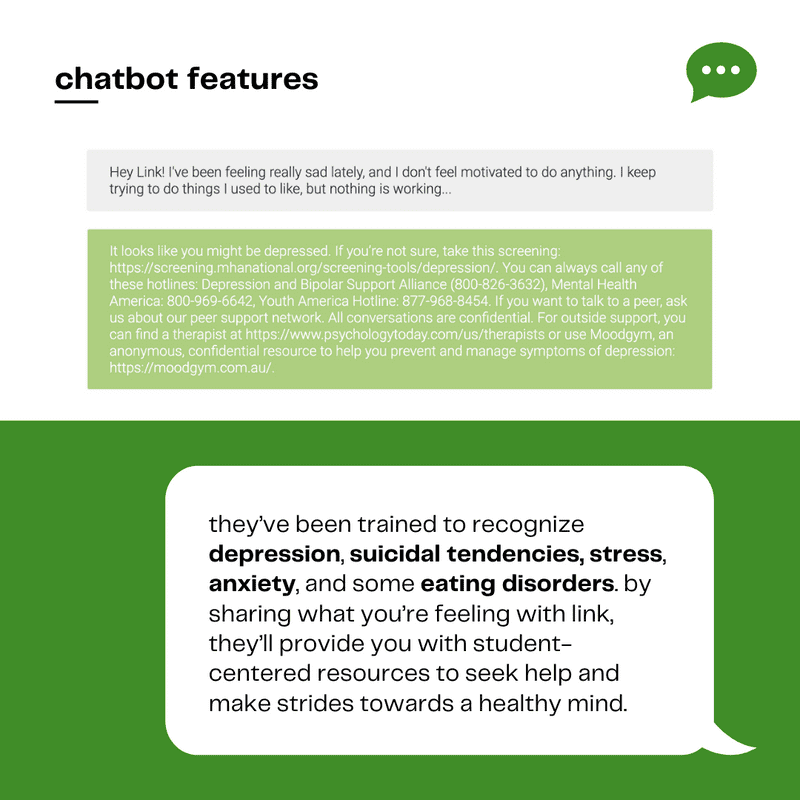 chatbot features
Hey Link! I've been feeling really sad lately, and I don't feel motivated to do anything. I keep
trying to do things I used to like, but nothing is working...
It looks like you might be depressed. If you're not sure, take this screening:
https://screening.mhanational.org/screening-tools/depression/. You can always call any of
these hotlines: Depression and Bipolar Support Alliance (800-826-3632), Mental Health
America: 800-969-6642, Youth America Hotline: 877-968-8454. If you want to talk to a peer, ask
us about our peer support network. All conversations are confidential. For outside support, you
can find a therapist at https://www.psychologytoday.com/us/therapists or use Moodgym, an
anonymous, confidential resource to help you prevent and manage symptoms of depression:
https://moodgym.com.au/.
they've been trained to recognize
depression, suicidal tendencies, stress,
anxiety, and some eating disorders. by
sharing what you're feeling with link,
they'll provide you with student-
centered resources to seek help and
make strides towards a healthy mind.